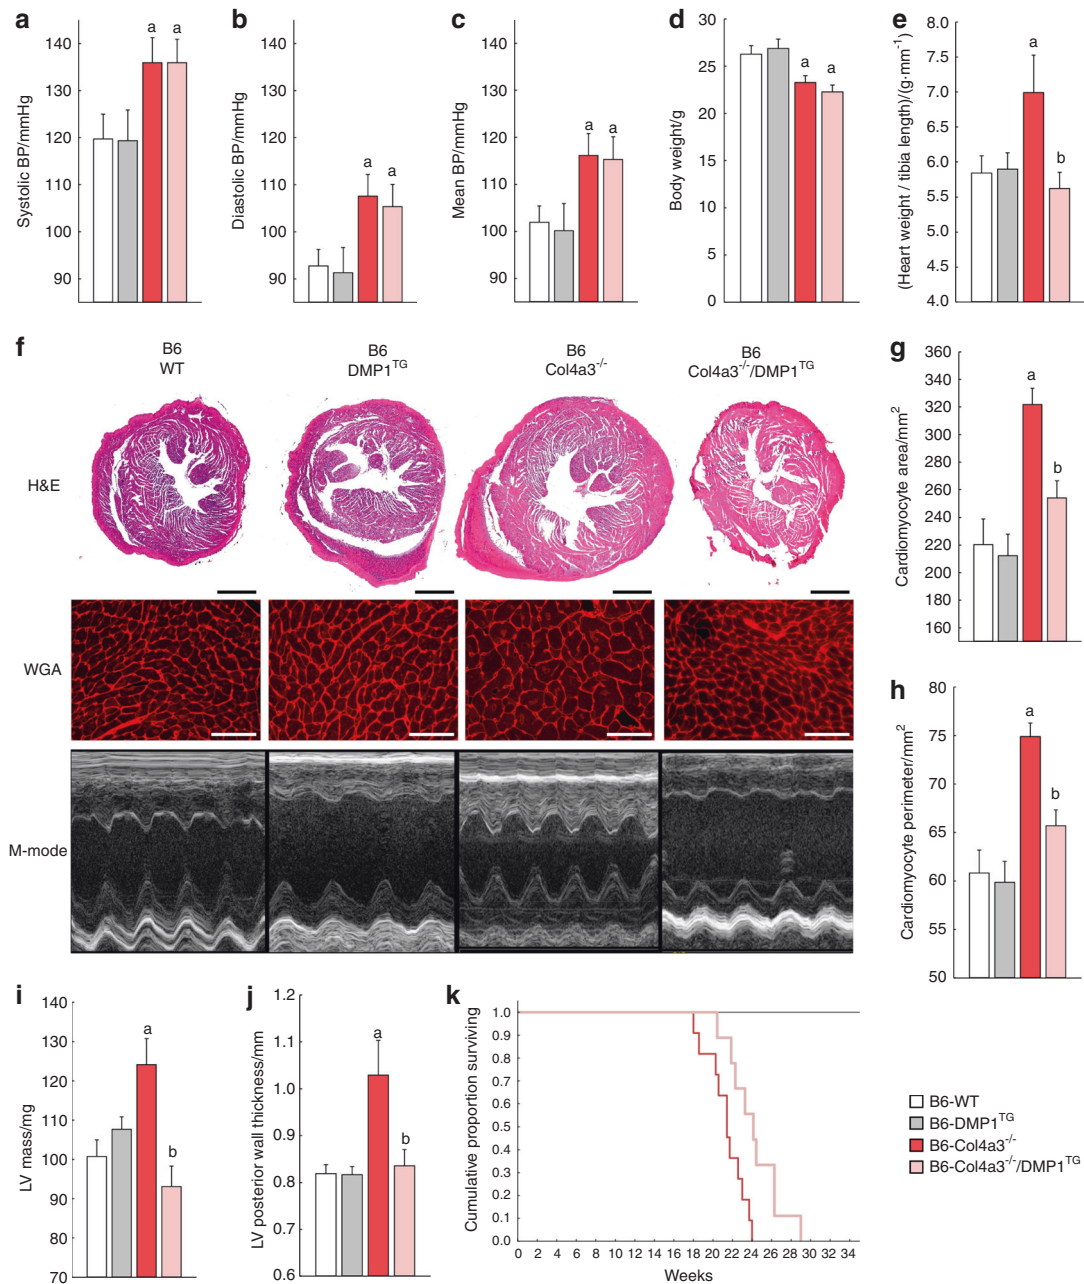 a
Systolic BP/mmHg
140
130
120
110
100
90
a
a
b
Diastolic BP/mmHg
140
130
120
110
100
90
a
a
c
Mean BP/mmHg
140
130
120
110
100
90
a
a
d
Body weight/g
30
25
20
15
10
5
0
a
a
e
(Heart weight / tibia length)/(g·mm⁻¹)
8.0
7.5
7.0
6.5
6.0
5.5
5.0
4.5
4.0
a
b
f
B6
WT
B6
DMP1ᵀᴳ
B6
Col4a3⁻/⁻
B6
Col4a3⁻/⁻/DMP1ᵀᴳ
H&E
WGA
M-mode
g
Cardiomyocyte area/mm²
360
340
320
300
280
260
240
220
200
180
160
a
b
h
Cardiomyocyte perimeter/mm²
80
75
70
65
60
55
50
a
b
i
LV mass/mg
140
130
120
110
100
90
80
70
a
b
j
LV posterior wall thickness/mm
1.2
1.1
1.0
0.9
0.8
0.7
0.6
a
b
k
Cumulative proportion surviving
1.0
0.9
0.8
0.7
0.6
0.5
0.4
0.3
0.2
0.1
0.0
0 2 4 6 8 10 12 14 16 18 20 22 24 26 28 30 32 34
Weeks
B6-WT
B6-DMP1ᵀᴳ
B6-Col4a3⁻/⁻
B6-Col4a3⁻/⁻/DMP1ᵀᴳ